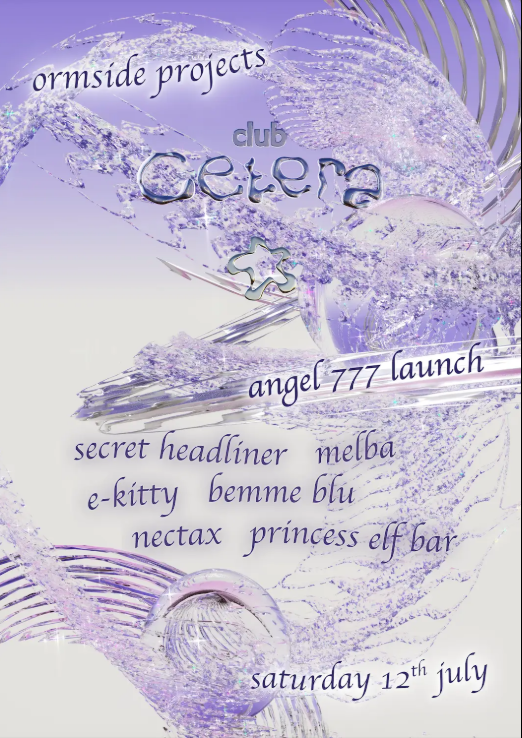 ormside projects
club
cetera
angel 777 launch
secret headliner melba
e-kitty bemme blu
nectax princess elf bar
saturday 12th july